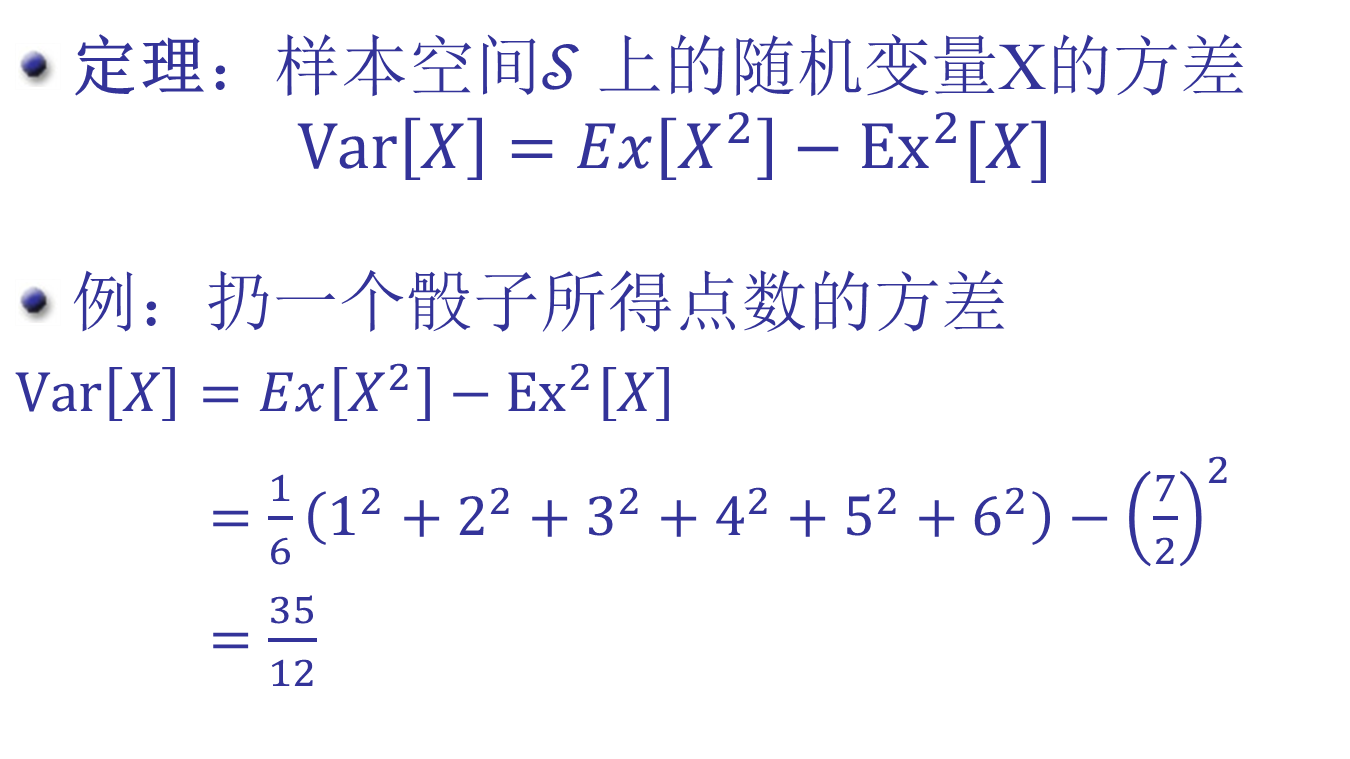 定理：样本空间𝒮 上的随机变量X的方差
Var[X] = Ex[X²] − Ex²[X]
例：扔一个骰子所得点数的方差
Var[X] = Ex[X²] − Ex²[X]
= 1/6 (1² + 2² + 3² + 4² + 5² + 6²) − (7/2)²
= 35/12